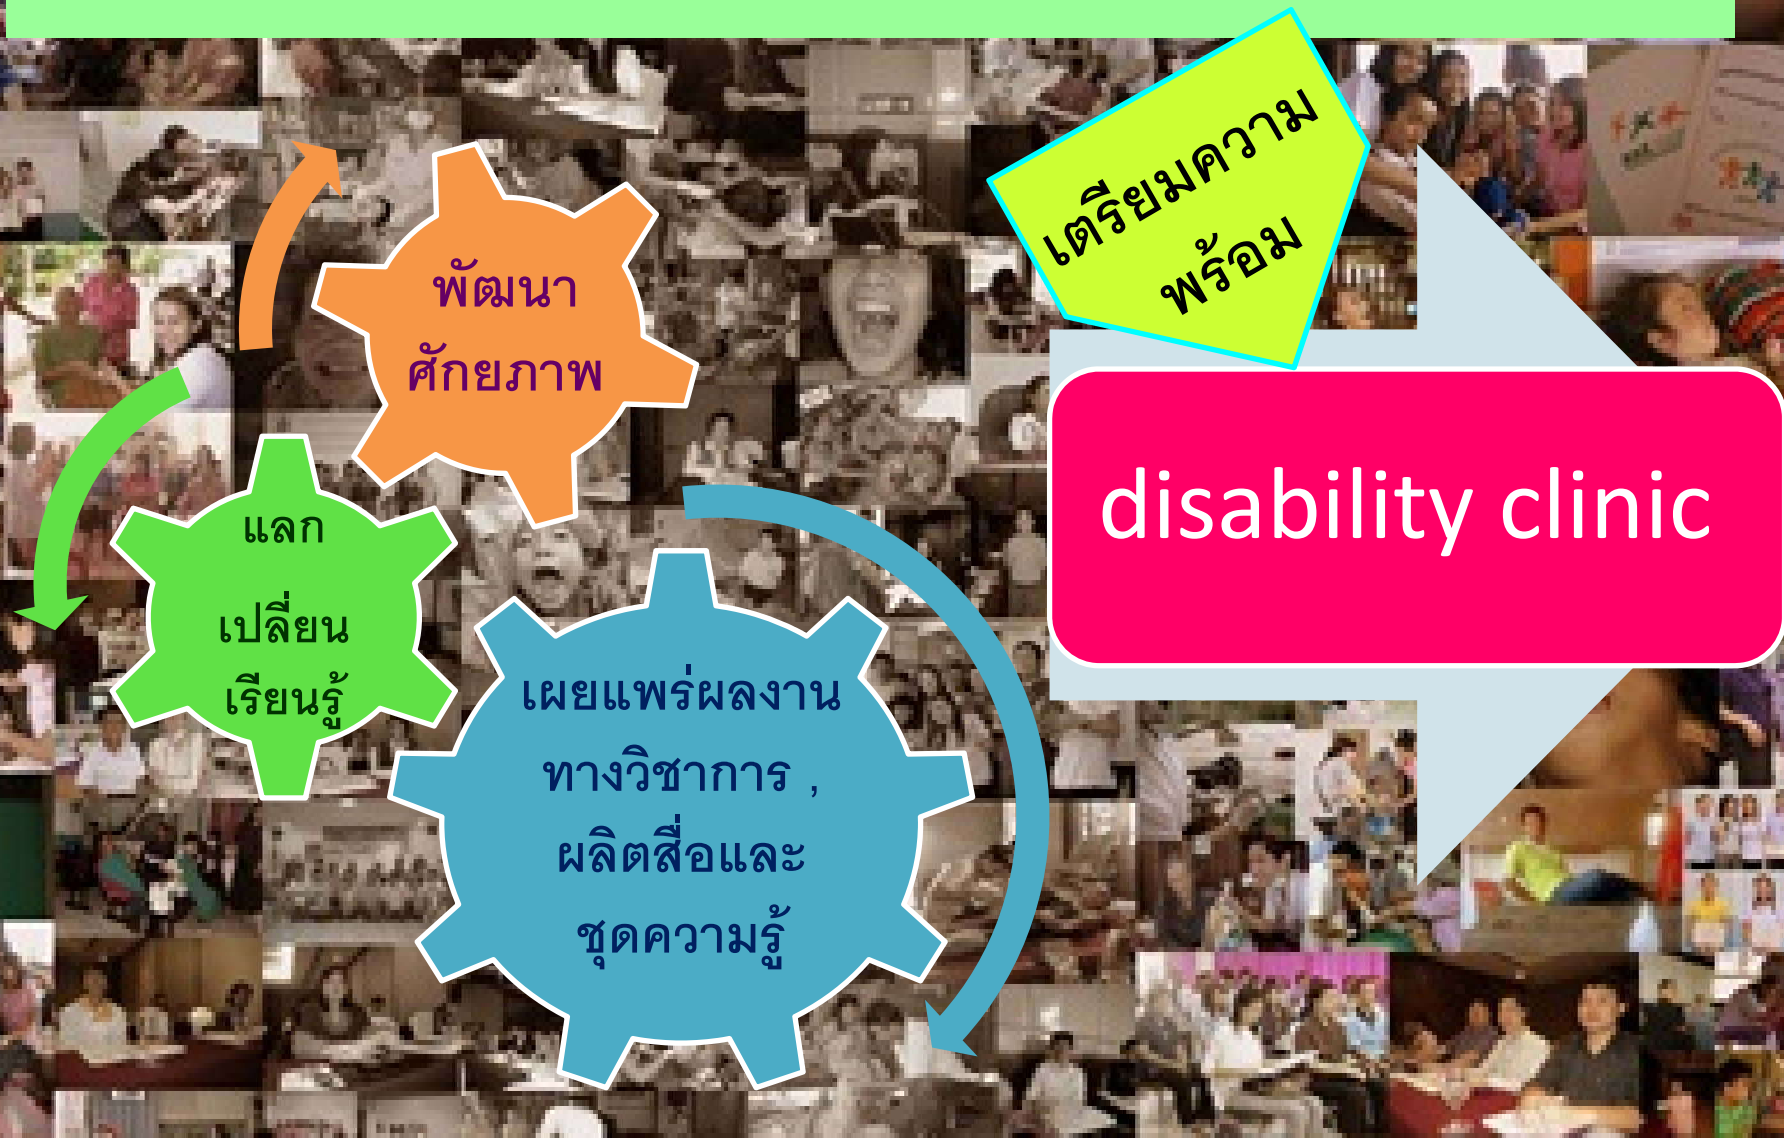 เตรียมความ
พร้อม
พัฒนา
ศักยภาพ
disability clinic
แลก
เปลี่ยน
เรียนรู้
เผยแพร่ผลงาน
ทางวิชาการ ,
ผลิตสื่อและ
ชุดความรู้